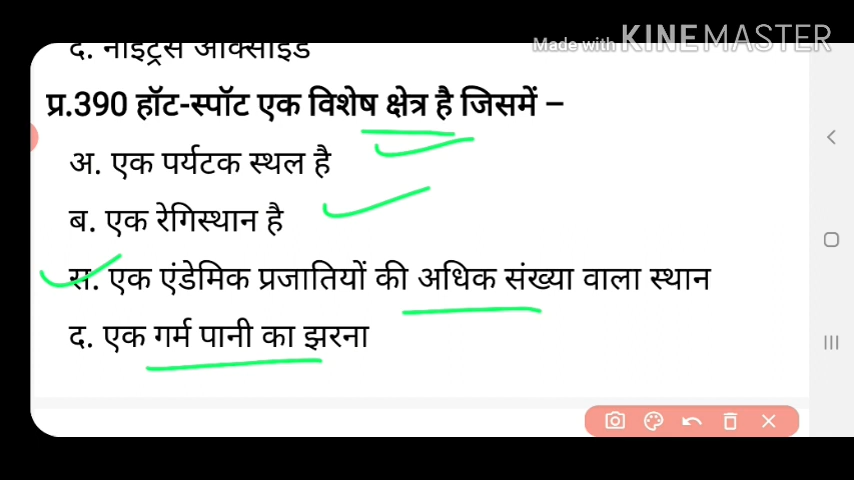 Made with KINEMASTER
द. नाइट्रस ऑक्साइड
प्र.390 हॉट-स्पॉट एक विशेष क्षेत्र है जिसमें –
अ. एक पर्यटक स्थल है
ब. एक रेगिस्थान है
स. एक एंडेमिक प्रजातियों की अधिक संख्या वाला स्थान
द. एक गर्म पानी का झरना